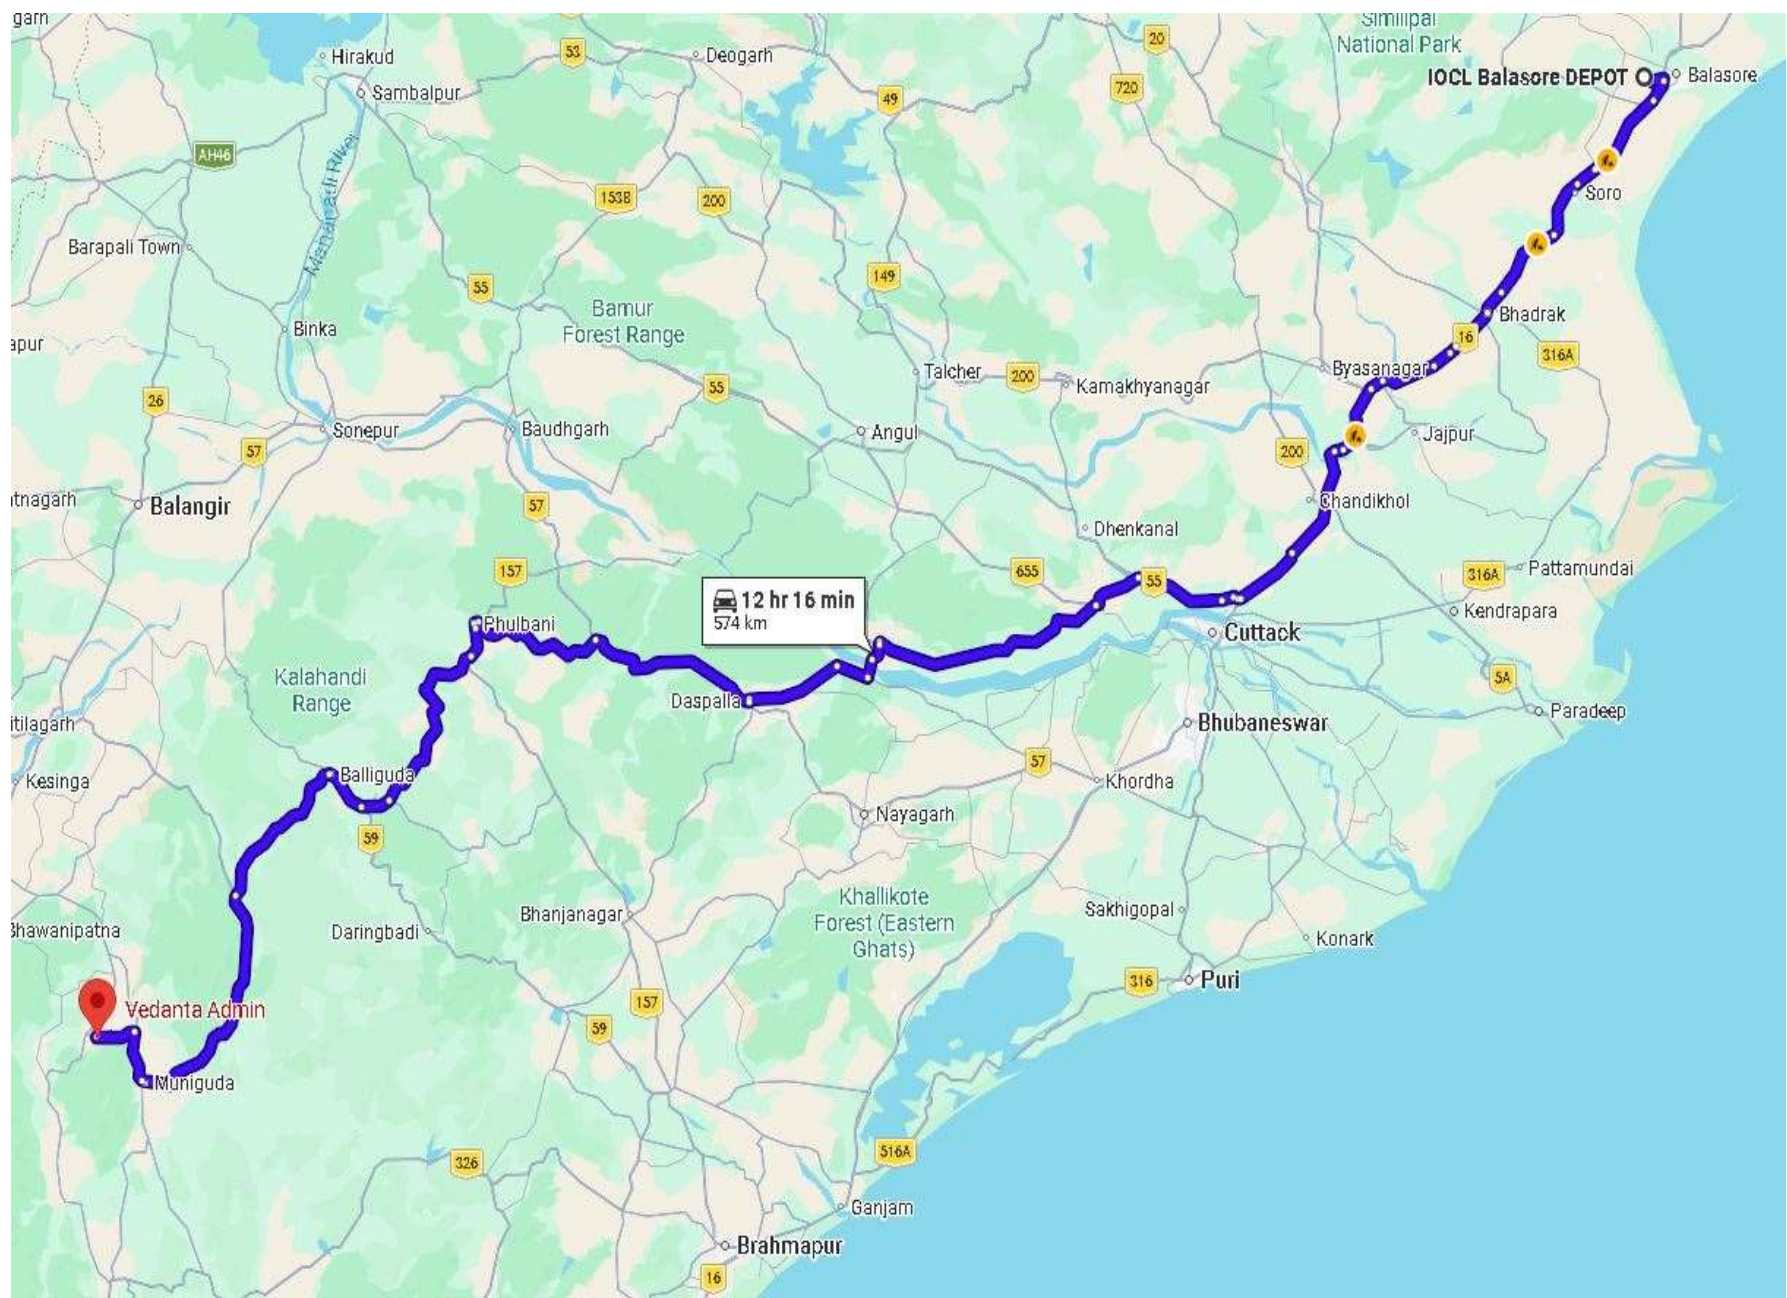 garh
Similipal
National Park
20
Hirakud
53
Deogarh
IOCL Balasore DEPOT
Balasore
Sambalpur
49
720
AH46
Mahanadi River
153B
200
Soro
Barapali Town
149
55
Bamur
Forest Range
Binka
Bhadrak
16
apur
316A
Talcher
200
Kamakhyanagar
Byasanagar
55
26
Sonepur
Baudhgarh
Angul
Jajpur
57
200
atnagarh
Balangir
57
Chandikhol
Dhenkanal
157
655
55
316A
Pattamundai
12 hr 16 min
574 km
Phulbani
Kendrapara
Cuttack
Kalahandi
Range
5A
Daspalla
Paradeep
itilagarh
Bhubaneswar
57
Balliguda
Kesinga
Khordha
Nayagarh
59
Khallikote
Forest (Eastern
Ghats)
Bhanjanagar
Sakhigopal
Bhawanipatna
Daringbadi
Konark
316
Puri
Vedanta Admin
157
59
Muniguda
516A
326
Ganjam
Brahmapur
16